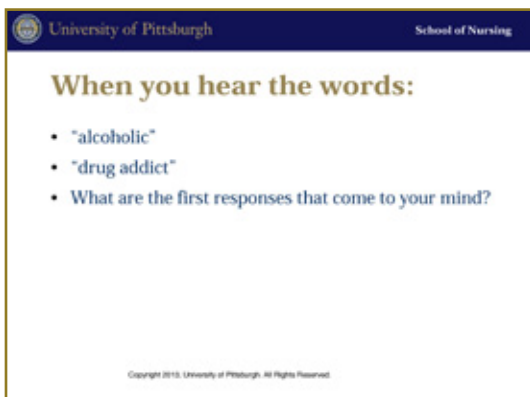 University of Pittsburgh
School of Nursing
When you hear the words:
• "alcoholic"
• "drug addict"
• What are the first responses that come to your mind?
Copyright 2013, University of Pittsburgh. All Rights Reserved.